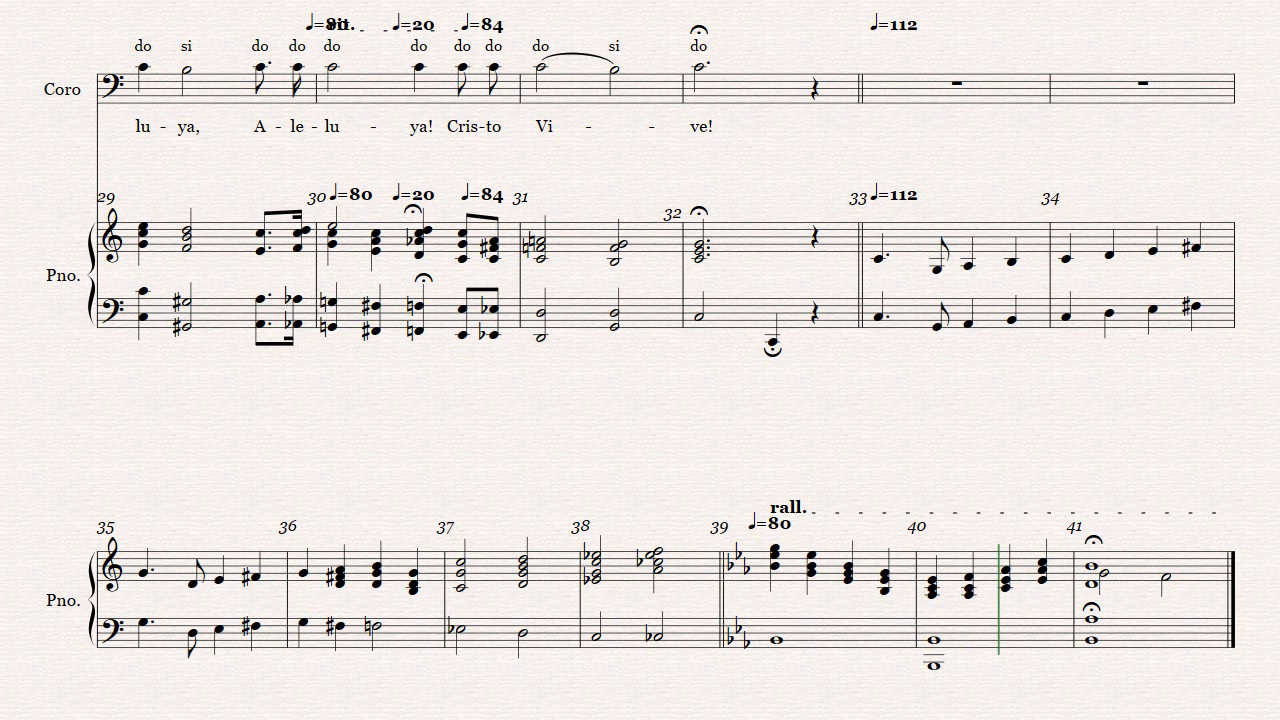 ♩=80 rit. ♩=20 ♩=84 ♩=112
do si do do do do do do do si do
Coro
lu - ya, A - le - lu - ya! Cris-to Vi - - ve!
29 30 ♩=80 ♩=20 ♩=84 31 32 33 ♩=112 34
Pno.
rall.
35 36 37 38 39 ♩=80 40 41
Pno.